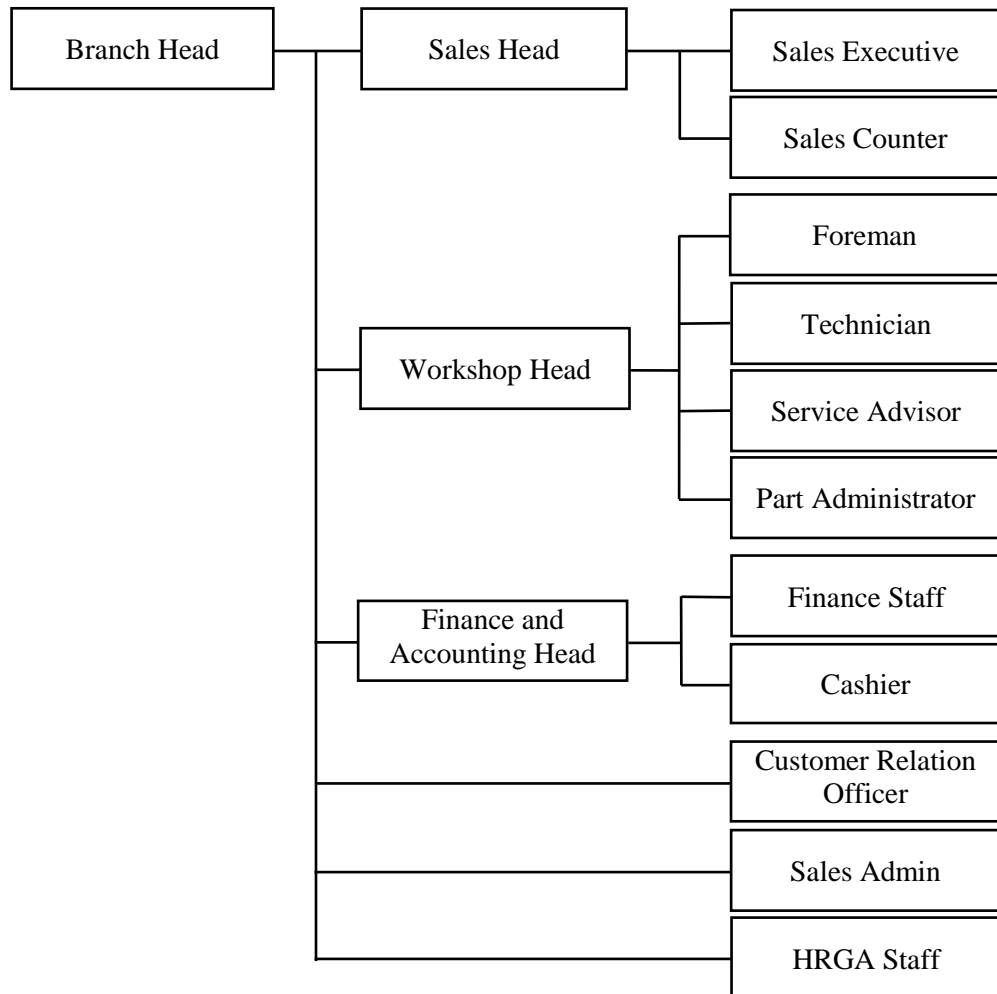 Branch Head
Sales Head
Sales Executive
Sales Counter
Foreman
Technician
Workshop Head
Service Advisor
Part Administrator
Finance Staff
Finance and
Accounting Head
Cashier
Customer Relation
Officer
Sales Admin
HRGA Staff